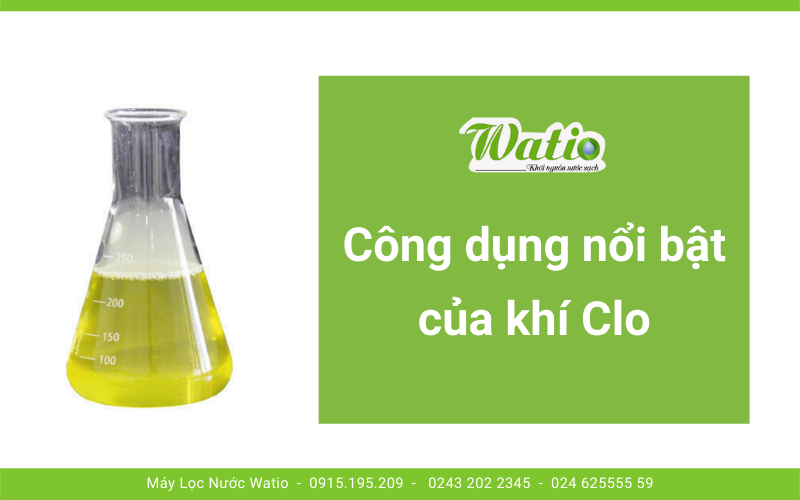 Watio
Khơi nguồn nước sạch
Công dụng nổi bật
của khí Clo
250
200
150
100
Máy Lọc Nước Watio - 0915.195.209 - 0243 202 2345 - 024 625555 59